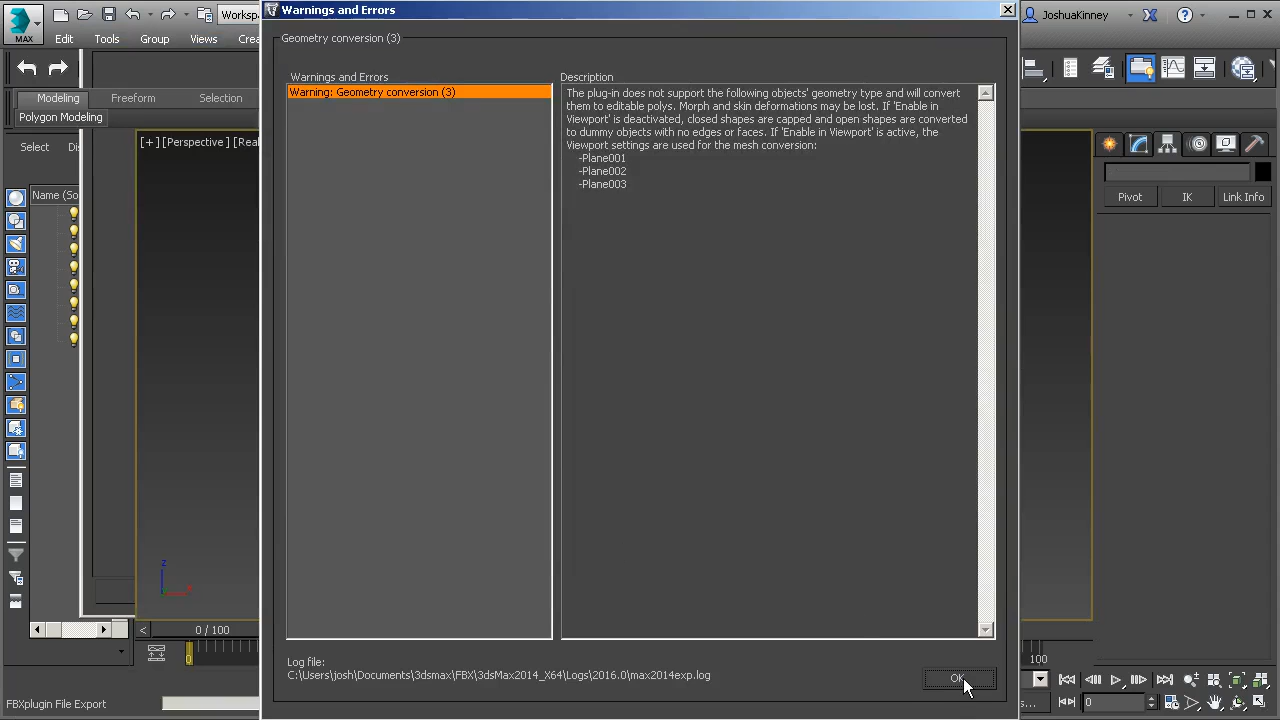 Warnings and Errors
MAX
Worksp
JoshuaKinney
Edit
Tools
Group
Views
Crea
Geometry conversion (3)
Warnings and Errors
Description
Modeling
Freeform
Selection
Warning: Geometry conversion (3)
The plug-in does not support the following objects' geometry type and will convert
them to editable polys. Morph and skin deformations may be lost. If 'Enable in
Viewport' is deactivated, closed shapes are capped and open shapes are converted
to dummy objects with no edges or faces. If 'Enable in Viewport' is active, the
Viewport settings are used for the mesh conversion:
-Plane001
-Plane002
-Plane003
Polygon Modeling
Select
Dis
[+] [Perspective ] [Real
Name (So
Pivot
IK
Link Info
z
0 / 100
0
100
Log file:
C:\Users\josh\Documents\3dsmax\FBX\3dsMax2014_X64\Logs\2016.0\max2014exp.log
OK
s...
0
FBXplugin File Export